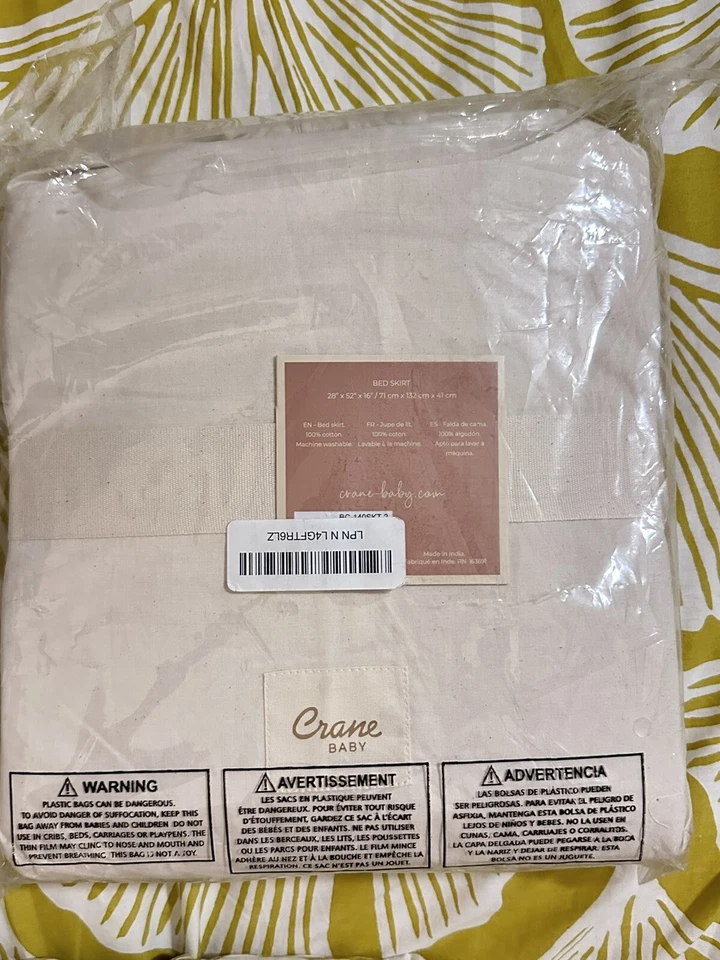 BED SKIRT
28" x 52" x 16" / 71 cm x 132 cm x 41 cm
EN - Bed skirt.
100% cotton.
Machine washable.
FR - Jupe de lit.
100% coton
Lavable à la machine.
ES - Falda de cama.
100% algodón.
Apto para lavar a
máquina.
crane-baby.com
BC-140SKT-2
LPN N L4GFTR6LZ
Made in India.
Fabriqué en Inde. RN 163691
Crane
BABY
WARNING
PLASTIC BAGS CAN BE DANGEROUS.
TO AVOID DANGER OF SUFFOCATION, KEEP THIS
BAG AWAY FROM BABIES AND CHILDREN. DO NOT
USE IN CRIBS, BEDS, CARRIAGES OR PLAYPENS. THE
THIN FILM MAY CLING TO NOSE AND MOUTH AND
PREVENT BREATHING. THIS BAG IS NOT A TOY.
AVERTISSEMENT
LES SACS EN PLASTIQUE PEUVENT
ÊTRE DANGEREUX. POUR ÉVITER TOUT RISQUE
D'ÉTOUFFEMENT, GARDEZ CE SAC À L'ÉCART
DES BÉBÉS ET DES ENFANTS. NE PAS UTILISER
DANS LES BERCEAUX, LES LITS, LES POUSSETTES
OU LES PARCS POUR ENFANTS. LE FILM MINCE
ADHÈRE AU NEZ ET À LA BOUCHE ET EMPÊCHE LA
RESPIRATION. CE SAC N'EST PAS UN JOUET.
ADVERTENCIA
LAS BOLSAS DE PLÁSTICO PUEDEN
SER PELIGROSAS. PARA EVITAR EL PELIGRO DE
ASFIXIA, MANTENGA ESTA BOLSA DE PLÁSTICO
LEJOS DE NIÑOS Y BEBÉS. NO LA USE EN
CUNAS, CAMA, CARRUAJES O CORRALITOS.
LA CAPA DELGADA PUEDE PEGARSE A LA BOCA
Y LA NARIZ Y DEJAR DE RESPIRAR. ESTA
BOLSA NO ES UN JUGUETE.